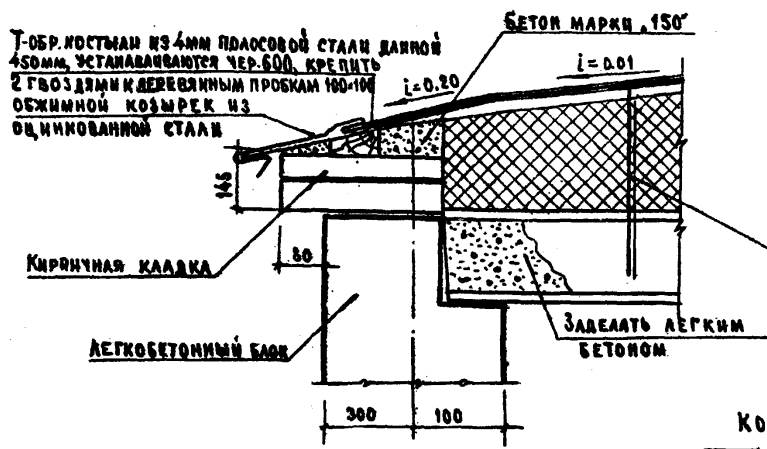 БЕТОН МАРКИ „150"
Т-ОБР. КОСТЫЛИ ИЗ 4ММ ПОЛОСОВОЙ СТАЛИ ДЛИНОЙ
450ММ, УСТАНАВЛИВАЮТСЯ ЧЕР. 600, КРЕПИТЬ
2 ГВОЗДЯМИ К ДЕРЕВЯННЫМ ПРОБКАМ 100×100
ОБЖИМНОЙ КОЗЫРЕК ИЗ
ОЦИНКОВАННОЙ СТАЛИ
i=0.20
i=0.01
145
80
КИРПИЧНАЯ КЛАДКА
ЛЕГКОБЕТОННЫЙ БЛОК
ЗАДЕЛАТЬ ЛЕГКИМ
БЕТОНОМ
300
100
КО